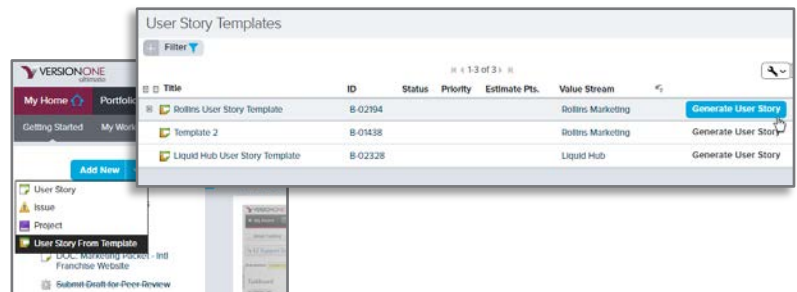 User Story Templates
Filter
1-3 of 3
Title ID Status Priority Estimate Pts. Value Stream
Rollins User Story Template B-02194 Rollins Marketing Generate User Story
Template 2 B-01438 Rollins Marketing Generate User Story
Liquid Hub User Story Template B-02328 Liquid Hub Generate User Story
VERSIONONE
ultimate
My Home Portfolio
Getting Started My Work
Add New
User Story
Issue
Project
User Story From Template
DOC: Marketing Packet - Intl
Franchise Website
Submit Draft for Peer Review